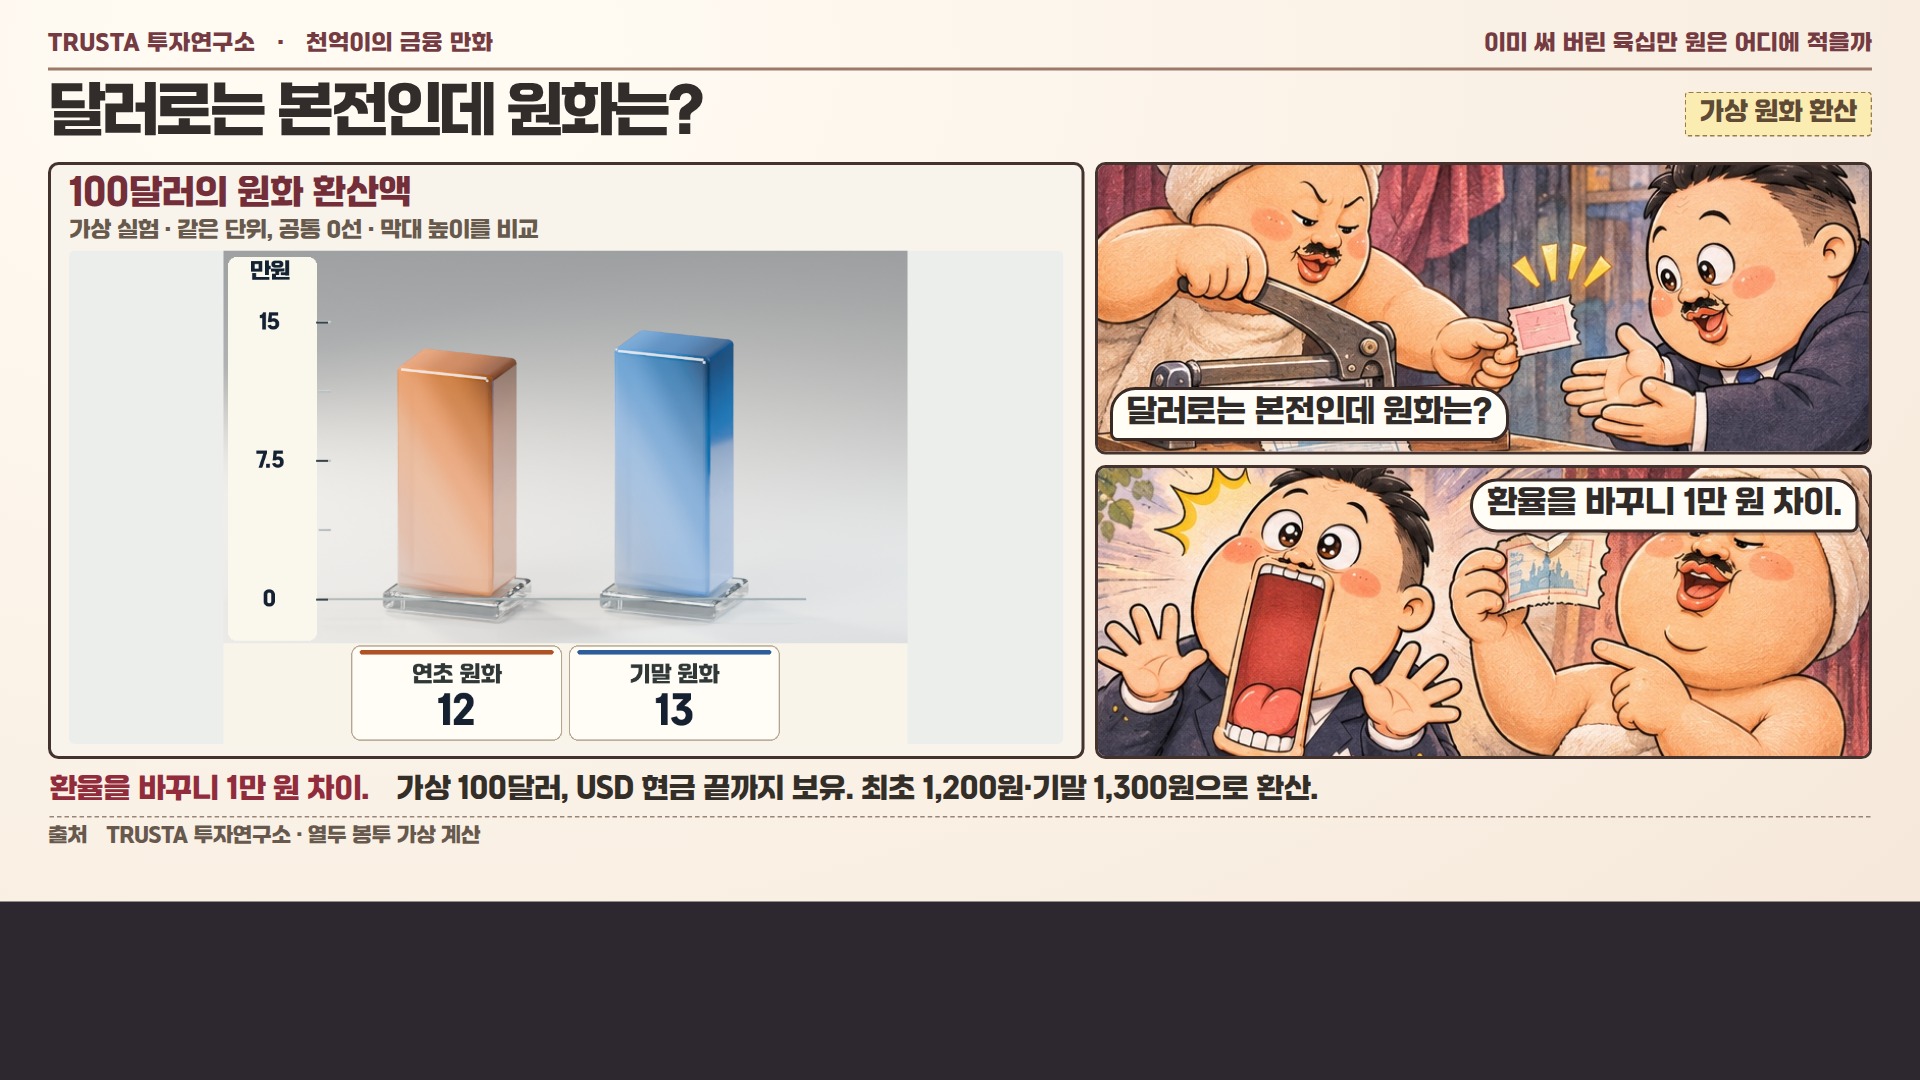 TRUSTA 투자연구소 · 천억이의 금융 만화
이미 써 버린 육십만 원은 어디에 적을까
달러로는 본전인데 원화는?
가상 원화 환산
100달러의 원화 환산액
가상 실험 · 같은 단위, 공통 0선 · 막대 높이를 비교
만원
15
7.5
0
연초 원화
12
기말 원화
13
달러로는 본전인데 원화는?
환율을 바꾸니 1만 원 차이.
환율을 바꾸니 1만 원 차이. 가상 100달러, USD 현금 끝까지 보유. 최초 1,200원·기말 1,300원으로 환산.
출처 TRUSTA 투자연구소 · 열두 봉투 가상 계산